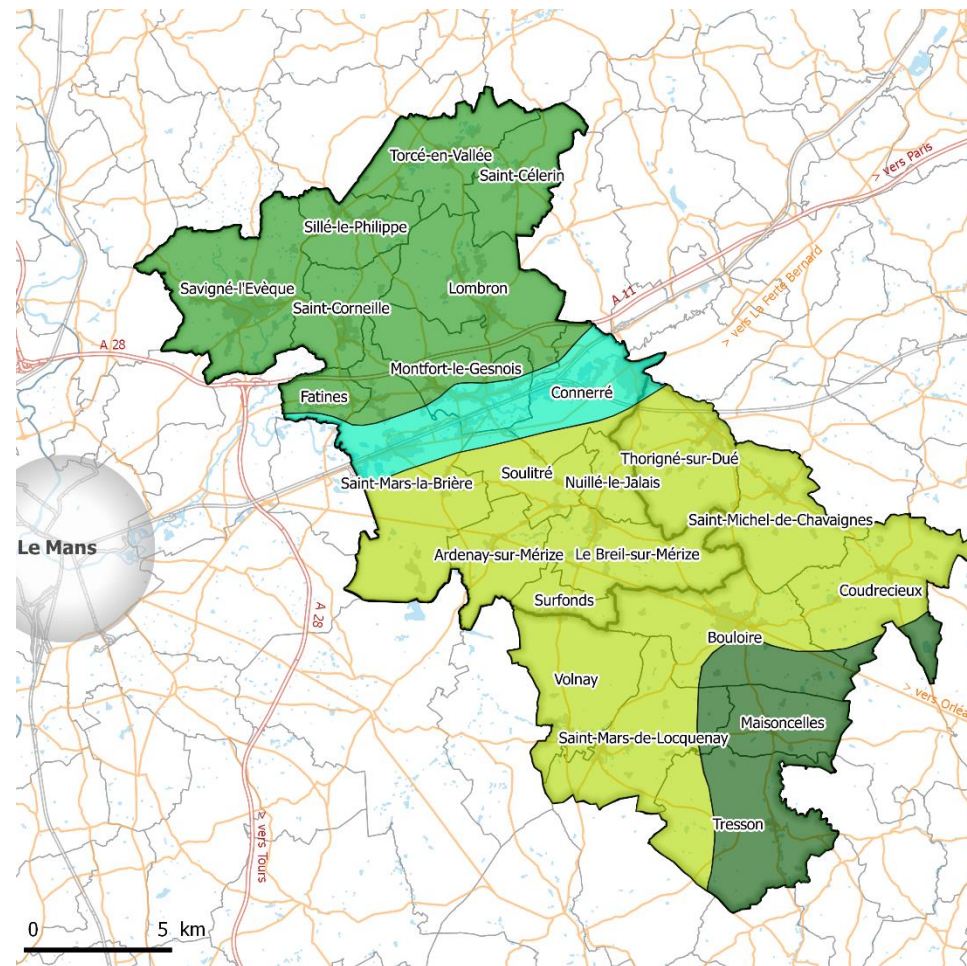 Torcé-en-Vallée
> vers Paris
Saint-Célerin
Sillé-le-Philippe
Savigné-l'Evèque
Lombron
A 11
> vers La Ferte Bernard
Saint-Corneille
A 28
Montfort-le-Gesnois
Fatines
Connerré
Thorigné-sur-Dué
Soulitré
Saint-Mars-la-Brière
Nuillé-le-Jalais
Saint-Michel-de-Chavaignes
Le Mans
Ardenay-sur-Mérize
Le Breil-sur-Mérize
Coudrecieux
Surfonds
A 28
Bouloire
Volnay
> vers Orléa
Maisoncelles
Saint-Mars-de-Locquenay
> vers Tours
Tresson
0 5 km